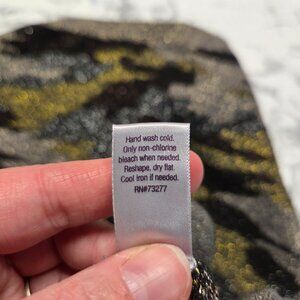 Hand wash cold.
Only non-chlorine
bleach when needed.
Reshape, dry flat.
Cool iron if needed.
RN#73277